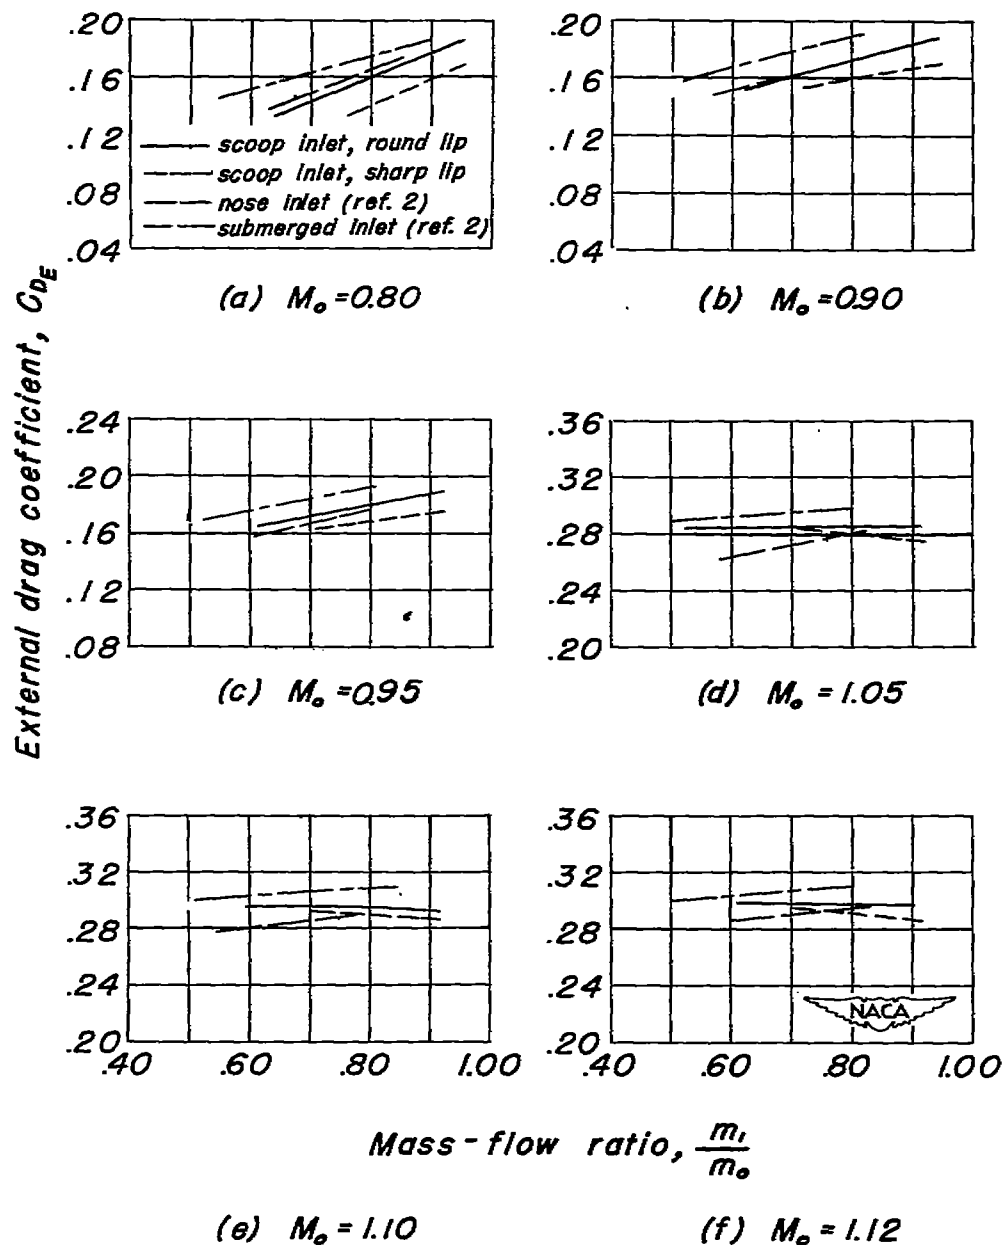 .20
.16
.12
.08
.04
scoop inlet, round lip
scoop inlet, sharp lip
nose inlet (ref. 2)
submerged inlet (ref. 2)
(a) M₀ = 0.80
.20
.16
.12
.08
.04
(b) M₀ = 0.90
External drag coefficient, C_{D_E}
.24
.20
.16
.12
.08
(c) M₀ = 0.95
.36
.32
.28
.24
.20
(d) M₀ = 1.05
.36
.32
.28
.24
.20
.40 .60 .80 1.00
.36
.32
.28
.24
.20
NACA
.40 .60 .80 1.00
Mass-flow ratio, m₁/m₀
(e) M₀ = 1.10
(f) M₀ = 1.12